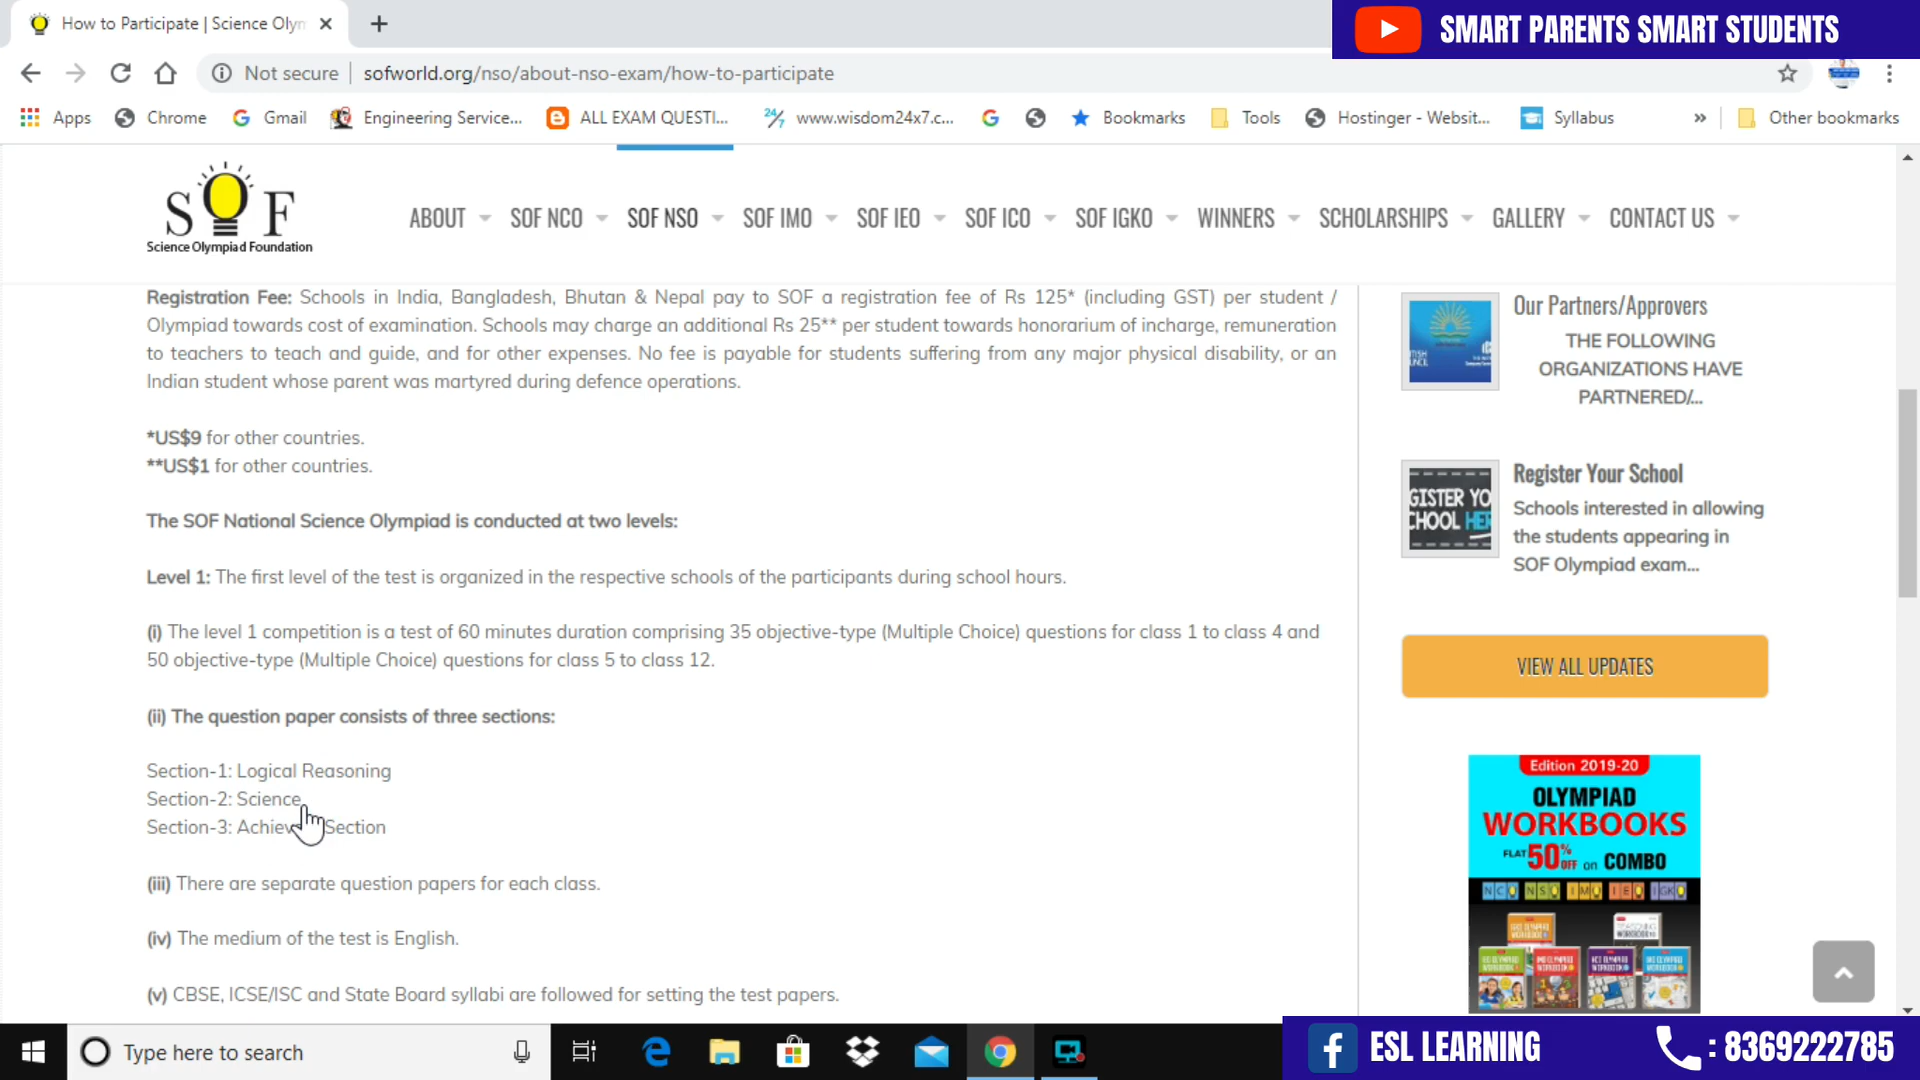 How to Participate | Science Olym
SMART PARENTS SMART STUDENTS
Not secure | sofworld.org/nso/about-nso-exam/how-to-participate
Apps Chrome Gmail Engineering Service... ALL EXAM QUESTI... www.wisdom24x7.c... Bookmarks Tools Hostinger - Websit... Syllabus » Other bookmarks
SOF
Science Olympiad Foundation
ABOUT SOF NCO SOF NSO SOF IMO SOF IEO SOF ICO SOF IGKO WINNERS SCHOLARSHIPS GALLERY CONTACT US
Registration Fee: Schools in India, Bangladesh, Bhutan & Nepal pay to SOF a registration fee of Rs 125* (including GST) per student /
Olympiad towards cost of examination. Schools may charge an additional Rs 25** per student towards honorarium of incharge, remuneration
to teachers to teach and guide, and for other expenses. No fee is payable for students suffering from any major physical disability, or an
Indian student whose parent was martyred during defence operations.
*US$9 for other countries.
**US$1 for other countries.
The SOF National Science Olympiad is conducted at two levels:
Level 1: The first level of the test is organized in the respective schools of the participants during school hours.
(i) The level 1 competition is a test of 60 minutes duration comprising 35 objective-type (Multiple Choice) questions for class 1 to class 4 and
50 objective-type (Multiple Choice) questions for class 5 to class 12.
(ii) The question paper consists of three sections:
Section-1: Logical Reasoning
Section-2: Science
Section-3: Achiev Section
(iii) There are separate question papers for each class.
(iv) The medium of the test is English.
(v) CBSE, ICSE/ISC and State Board syllabi are followed for setting the test papers.
Our Partners/Approvers
THE FOLLOWING
ORGANIZATIONS HAVE
PARTNERED/...
GISTER YO
CHOOL HER
Register Your School
Schools interested in allowing
the students appearing in
SOF Olympiad exam...
VIEW ALL UPDATES
Edition 2019-20
OLYMPIAD
WORKBOOKS
FLAT 50% OFF on COMBO
NCO NSO IMO IEO IGKO
Type here to search
ESL LEARNING
: 8369222785